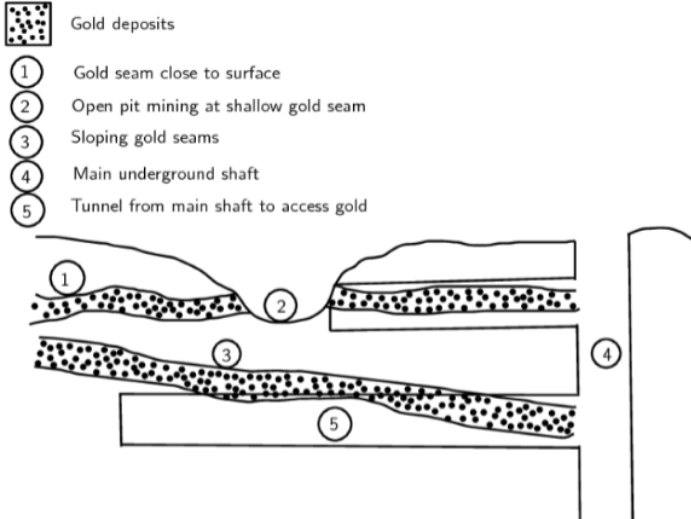 Gold deposits
1 Gold seam close to surface
2 Open pit mining at shallow gold seam
3 Sloping gold seams
4 Main underground shaft
5 Tunnel from main shaft to access gold
1
2
3
4
5